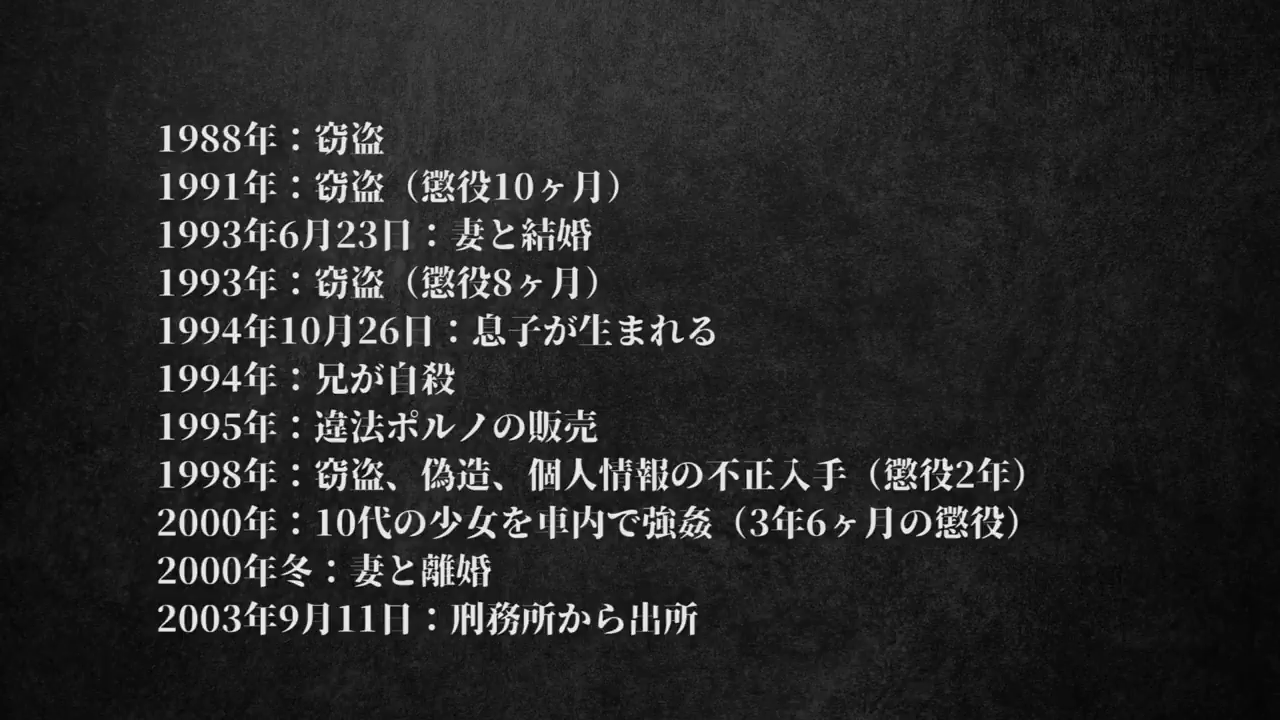 1988年：窃盗
1991年：窃盗（懲役10ヶ月）
1993年6月23日：妻と結婚
1993年：窃盗（懲役8ヶ月）
1994年10月26日：息子が生まれる
1994年：兄が自殺
1995年：違法ポルノの販売
1998年：窃盗、偽造、個人情報の不正入手（懲役2年）
2000年：10代の少女を車内で強姦（3年6ヶ月の懲役）
2000年冬：妻と離婚
2003年9月11日：刑務所から出所